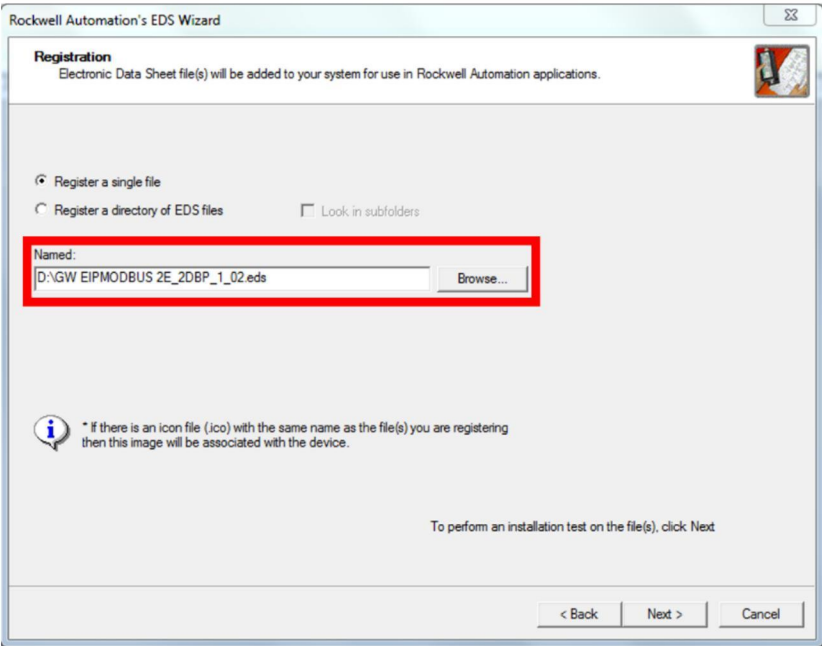 Rockwell Automation's EDS Wizard
Registration
Electronic Data Sheet file(s) will be added to your system for use in Rockwell Automation applications.
Register a single file
Register a directory of EDS files
Look in subfolders
Named:
D:\GW EIPMODBUS 2E_2DBP_1_02.eds
Browse...
* If there is an icon file (.ico) with the same name as the file(s) you are registering
then this image will be associated with the device.
To perform an installation test on the file(s), click Next
< Back
Next >
Cancel